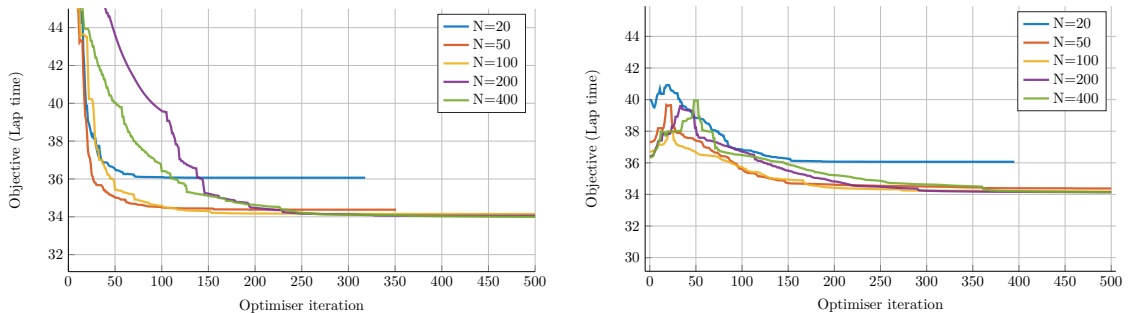 44
42
40
38
36
34
32
0
50
100
150
200
250
300
350
400
450
500
Objective (Lap time)
Optimiser iteration
N=20
N=50
N=100
N=200
N=400
44
42
40
38
36
34
32
30
0
50
100
150
200
250
300
350
400
450
500
Objective (Lap time)
Optimiser iteration
N=20
N=50
N=100
N=200
N=400